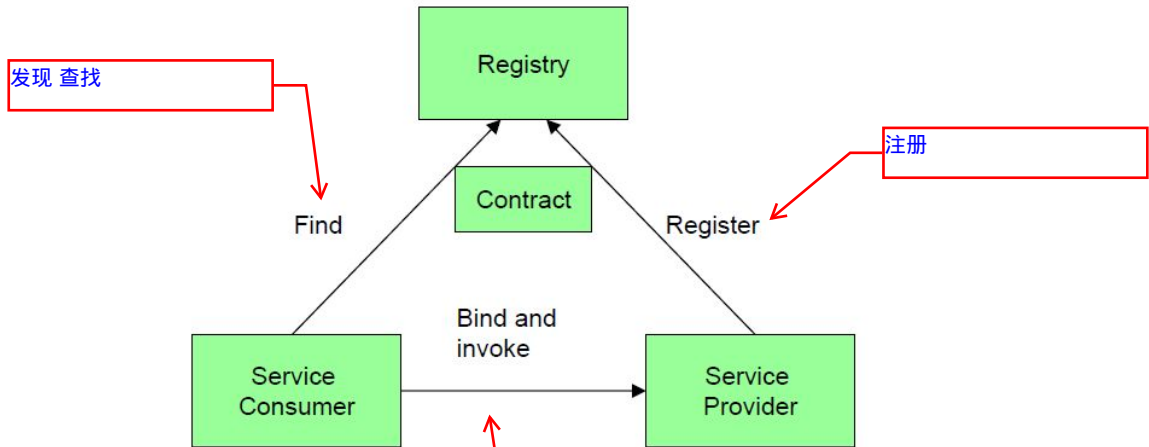 Registry
发现 查找
注册
Contract
Find
Register
Bind and
invoke
Service
Consumer
Service
Provider